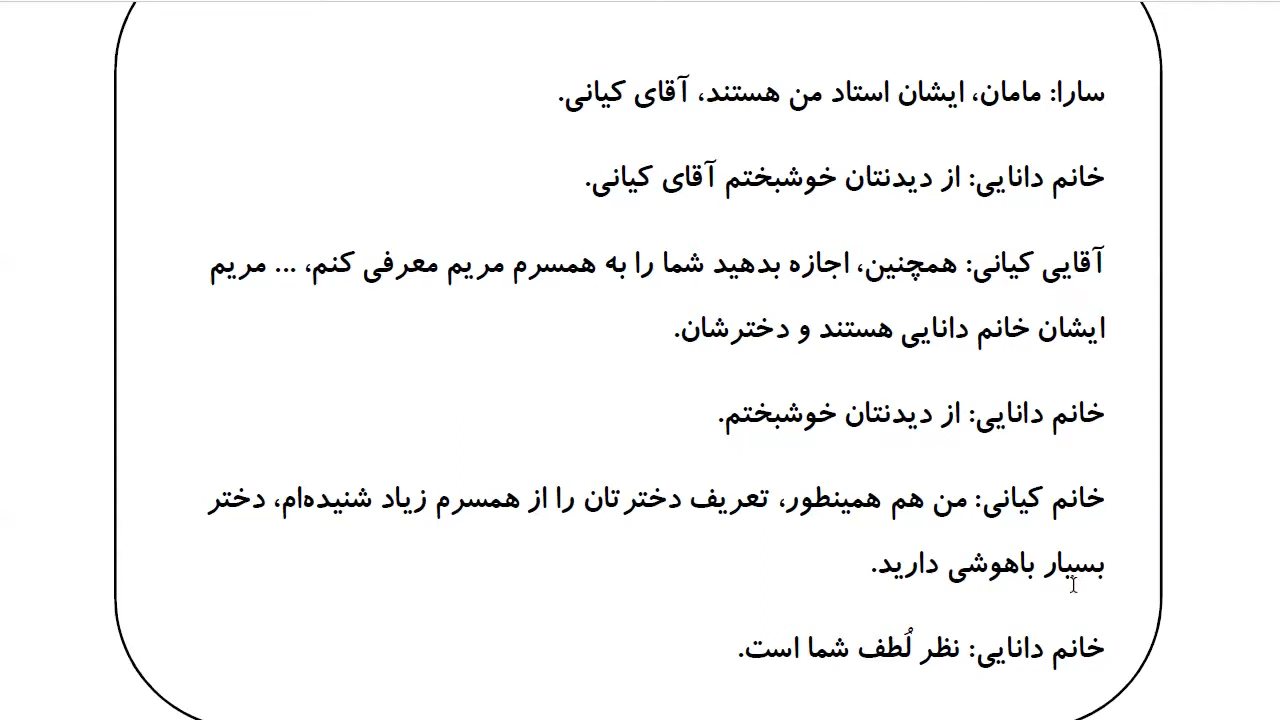 سارا: مامان، ایشان استاد من هستند، آقای کیانی.
خانم دانایی: از دیدنتان خوشبختم آقای کیانی.
آقایی کیانی: همچنین، اجازه بدهید شما را به همسرم مریم معرفی کنم، ... مریم
ایشان خانم دانایی هستند و دخترشان.
خانم دانایی: از دیدنتان خوشبختم.
خانم کیانی: من هم همینطور، تعریف دخترتان را از همسرم زیاد شنیده‌ام، دختر
بسیار باهوشی دارید.
خانم دانایی: نظر لُطف شما است.